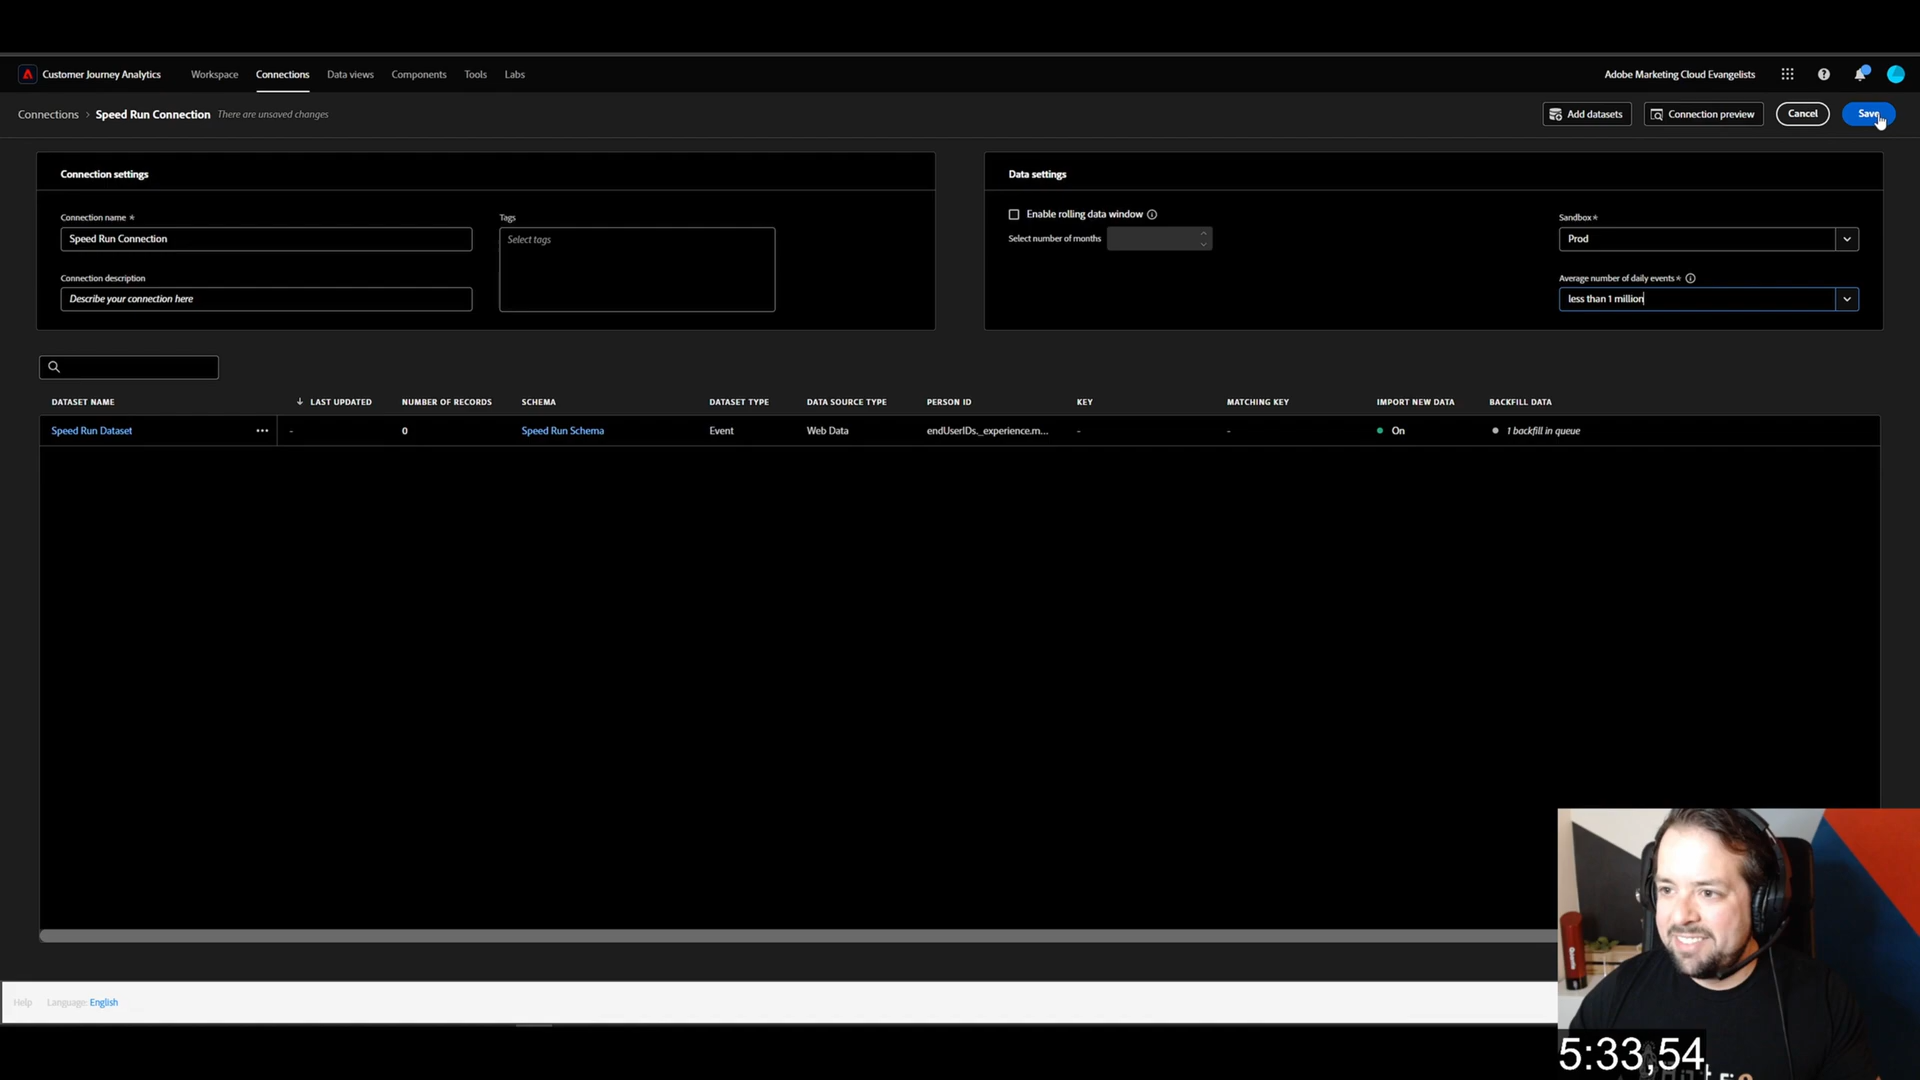 Customer Journey Analytics Workspace Connections Data views Components Tools Labs Adobe Marketing Cloud Evangelists
Connections > Speed Run Connection There are unsaved changes Add datasets Connection preview Cancel Save
Connection settings
Connection name *
Speed Run Connection
Connection description
Describe your connection here
Tags
Select tags
Data settings
Enable rolling data window
Select number of months
Sandbox *
Prod
Average number of daily events *
less than 1 million
DATASET NAME LAST UPDATED NUMBER OF RECORDS SCHEMA DATASET TYPE DATA SOURCE TYPE PERSON ID KEY MATCHING KEY IMPORT NEW DATA BACKFILL DATA
Speed Run Dataset ... - 0 Speed Run Schema Event Web Data endUserIDs._experience.m... - - On 1 backfill in queue
Help Language: English
5:33,54